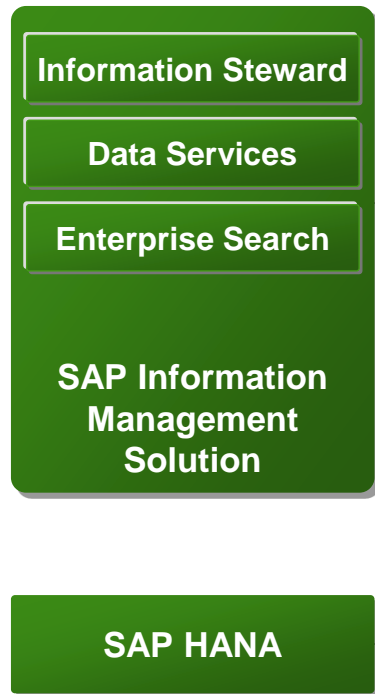 Information Steward
Data Services
Enterprise Search
SAP Information
Management
Solution
SAP HANA